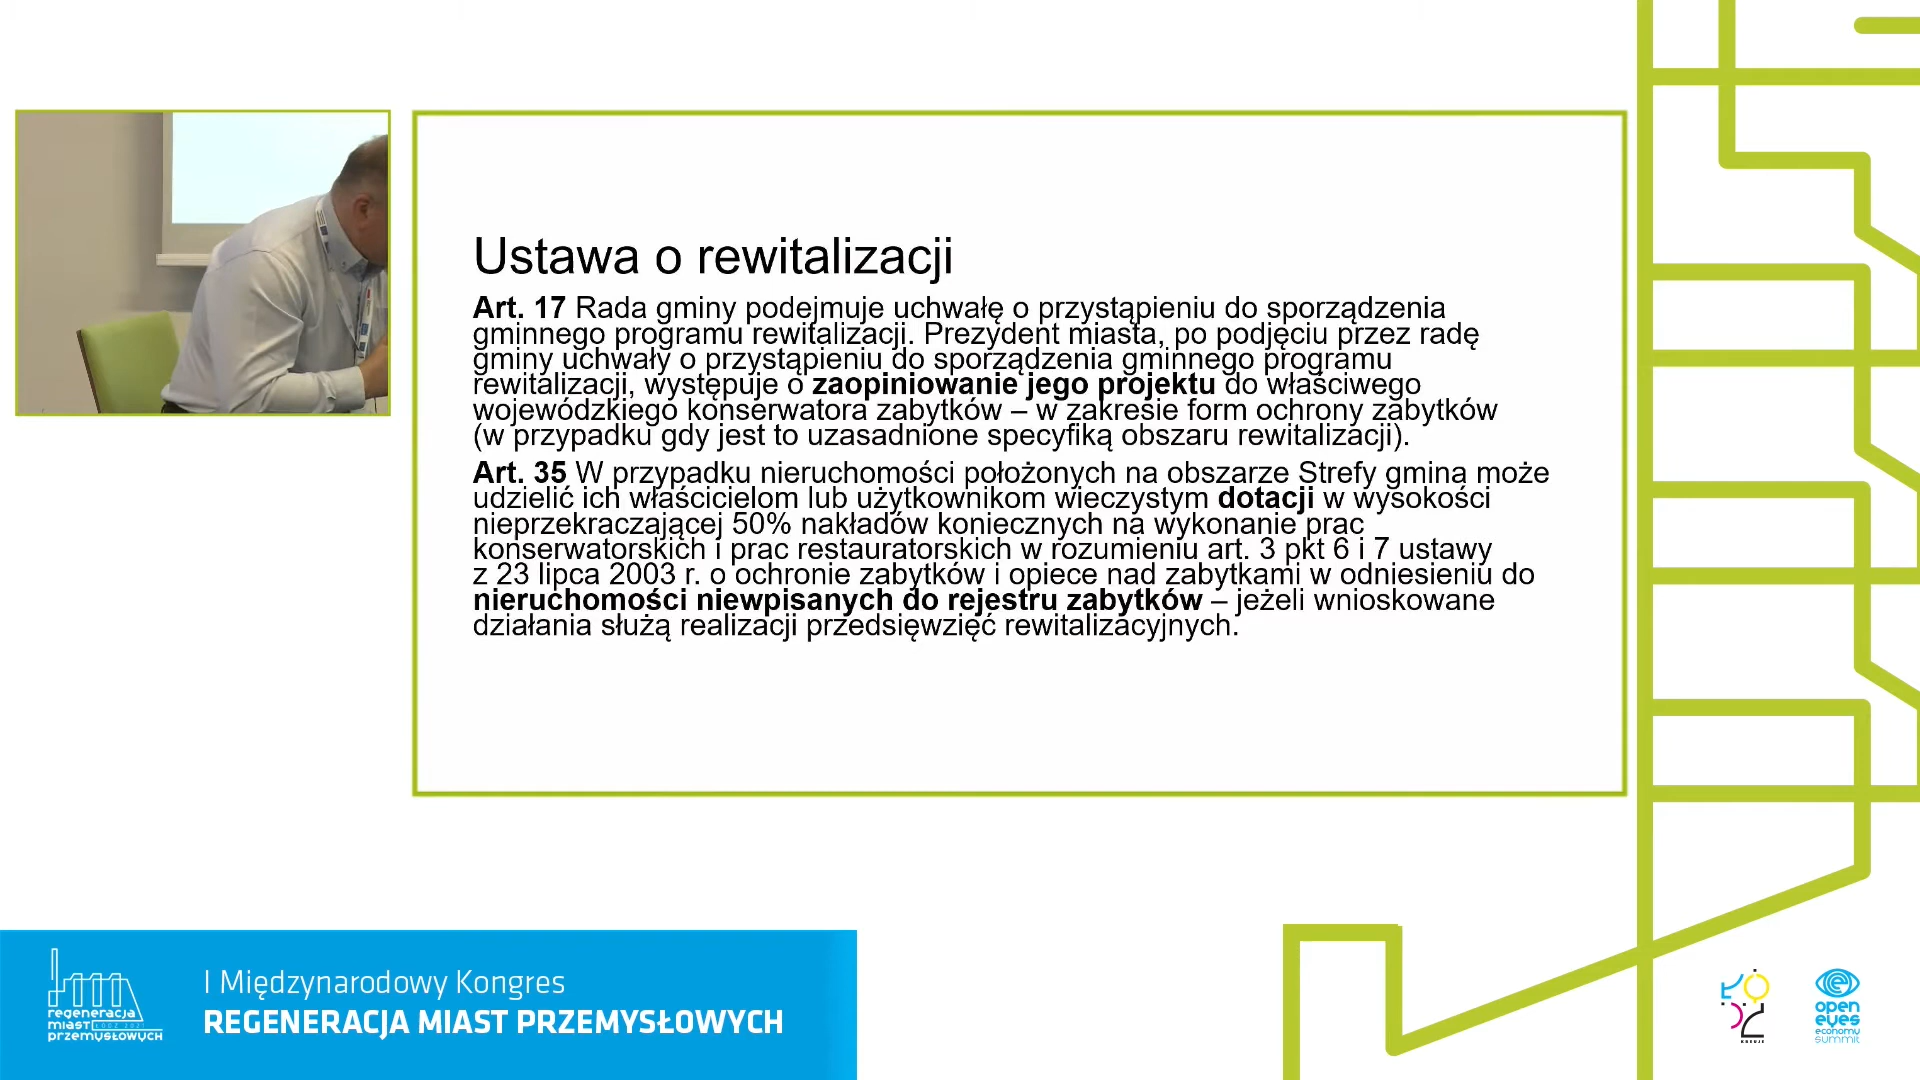 Ustawa o rewitalizacji
Art. 17 Rada gminy podejmuje uchwałę o przystąpieniu do sporządzenia
gminnego programu rewitalizacji. Prezydent miasta, po podjęciu przez radę
gminy uchwały o przystąpieniu do sporządzenia gminnego programu
rewitalizacji, występuje o zaopiniowanie jego projektu do właściwego
wojewódzkiego konserwatora zabytków – w zakresie form ochrony zabytków
(w przypadku gdy jest to uzasadnione specyfiką obszaru rewitalizacji).
Art. 35 W przypadku nieruchomości położonych na obszarze Strefy gmina może
udzielić ich właścicielom lub użytkownikom wieczystym dotacji w wysokości
nieprzekraczającej 50% nakładów koniecznych na wykonanie prac
konserwatorskich i prac restauratorskich w rozumieniu art. 3 pkt 6 i 7 ustawy
z 23 lipca 2003 r. o ochronie zabytków i opiece nad zabytkami w odniesieniu do
nieruchomości niewpisanych do rejestru zabytków – jeżeli wnioskowane
działania służą realizacji przedsięwzięć rewitalizacyjnych.
regeneracja
miast ŁÓDŹ 2021
przemysłowych
I Międzynarodowy Kongres
REGENERACJA MIAST PRZEMYSŁOWYCH
ŁÓDŹ
KREUJE
open
eyes
economy
summit